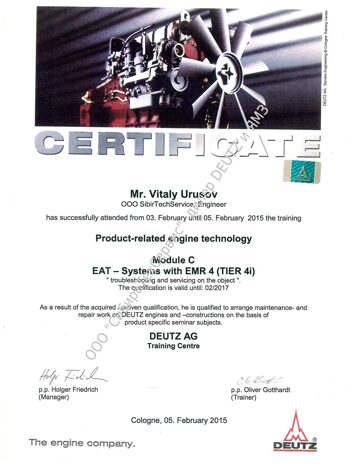 DEUTZ AG - Service Engineering © Cologne Training Center
CERTIFICATE
Mr. Vitaly Urusov
OOO SibirTechService, Engineer
has successfully attended from 03. February until 05. February 2015 the training
Product-related engine technology
Module C
EAT – Systems with EMR 4 (TIER 4i)
" troubleshooting and servicing on the object ".
The qualification is valid until: 02/2017
As a result of the acquired and proven qualification, he is qualified to arrange maintenance- and
repair work on DEUTZ engines and –constructions on the basis of
product specific seminar subjects.
DEUTZ AG
Training Centre
p.p. Holger Friedrich
(Manager)
p.p. Oliver Gotthardt
(Trainer)
Cologne, 05. February 2015
The engine company.
DEUTZ